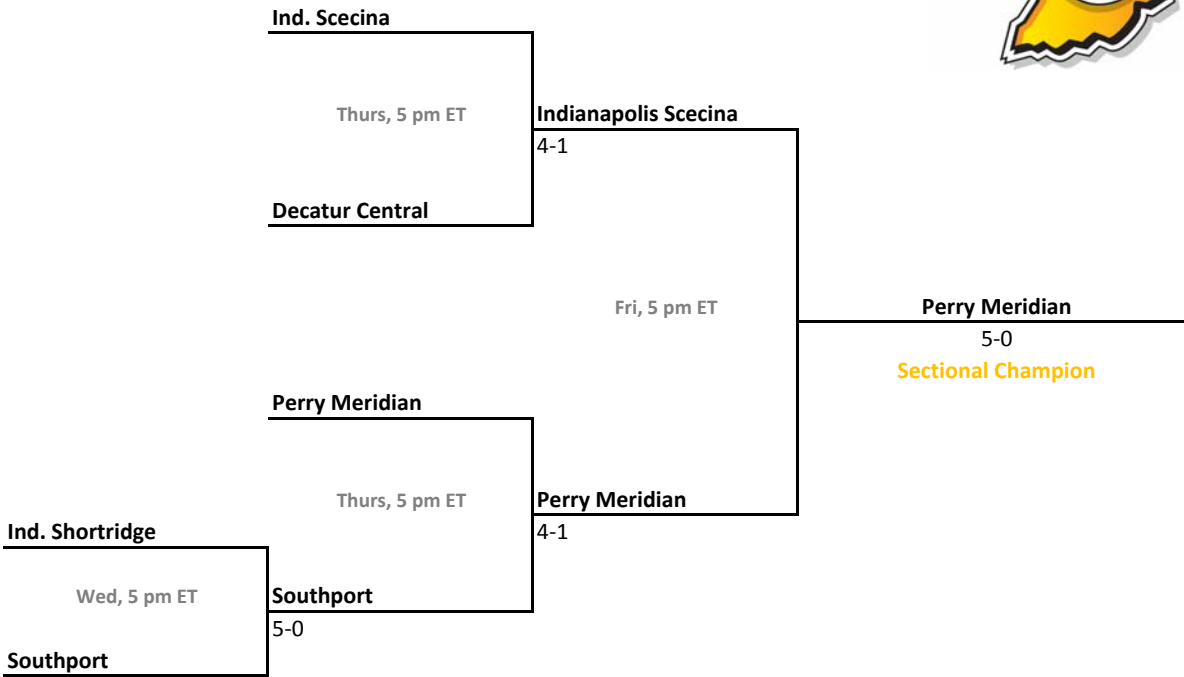 Ind. Scecina
Thurs, 5 pm ET
Indianapolis Scecina
4-1
Decatur Central
Fri, 5 pm ET
Perry Meridian
5-0
Sectional Champion
Perry Meridian
Thurs, 5 pm ET
Perry Meridian
4-1
Ind. Shortridge
Wed, 5 pm ET
Southport
5-0
Southport